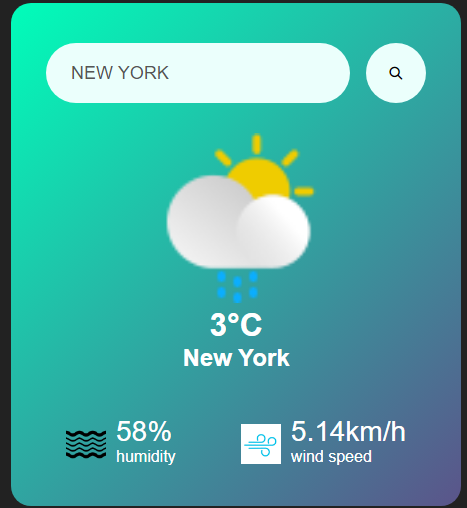 NEW YORK
3°C
New York
58%
humidity
5.14km/h
wind speed